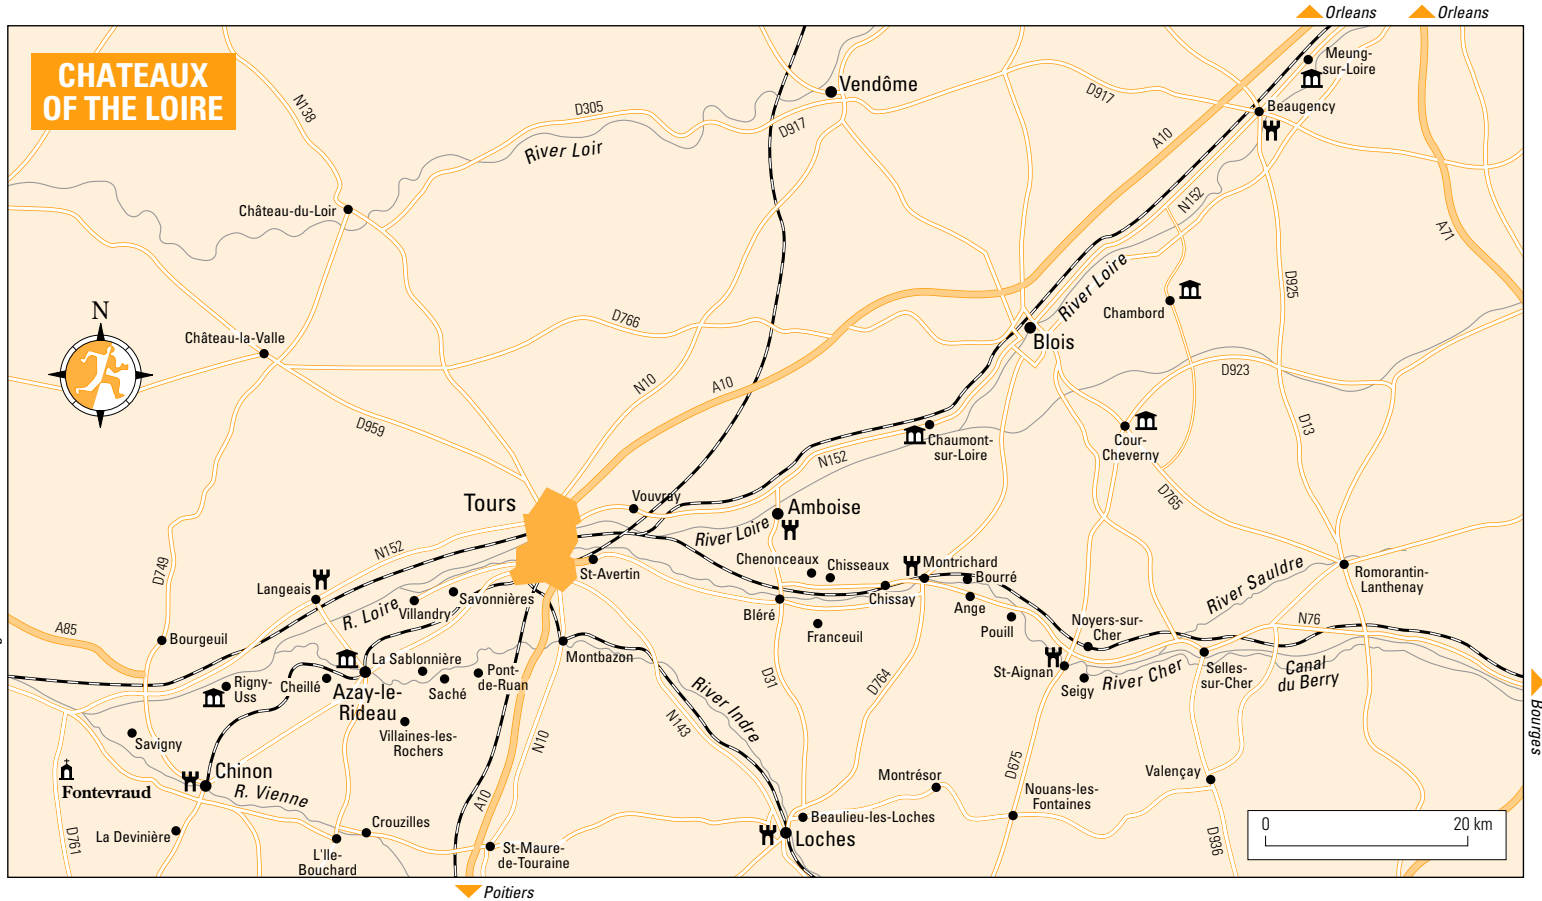 Orleans
Orleans
CHATEAUX
OF THE LOIRE
Meung-
sur-Loire
Vendôme
Beaugency
N138
D305
D917
D917
A10
River Loir
N152
Château-du-Loir
A71
River Loire
D925
Chambord
N
D766
Château-la-Valle
Blois
D923
N10
A10
D959
D13
Chaumont-
sur-Loire
Cour-
Cheverny
N152
D765
Tours
Vouvray
Amboise
River Loire
N152
D749
Chenonceaux
Chisseaux
Montrichard
Bourré
St-Avertin
River Sauldre
Romorantin-
Lanthenay
Langeais
Savonnières
Villandry
R. Loire
Bléré
Chissay
Ange
Franceuil
Pouill
Noyers-sur-
Cher
N76
A85
Bourgeuil
Montbazon
La Sablonnière
Pont-
de-Ruan
Saché
Cheillé
Rigny-
Uss
Azay-le-
Rideau
D31
D764
St-Aignan
Seigy
River Cher
Selles-
sur-Cher
Canal
du Berry
Bourges
River Indre
N143
N10
Villaines-les-
Rochers
Savigny
Chinon
R. Vienne
Fontevraud
Montrésor
D675
Valençay
Nouans-les-
Fontaines
A10
Beaulieu-les-Loches
Loches
Crouzilles
La Devinière
L'Ile-
Bouchard
St-Maure-
de-Touraine
D761
D936
0
20 km
Poitiers